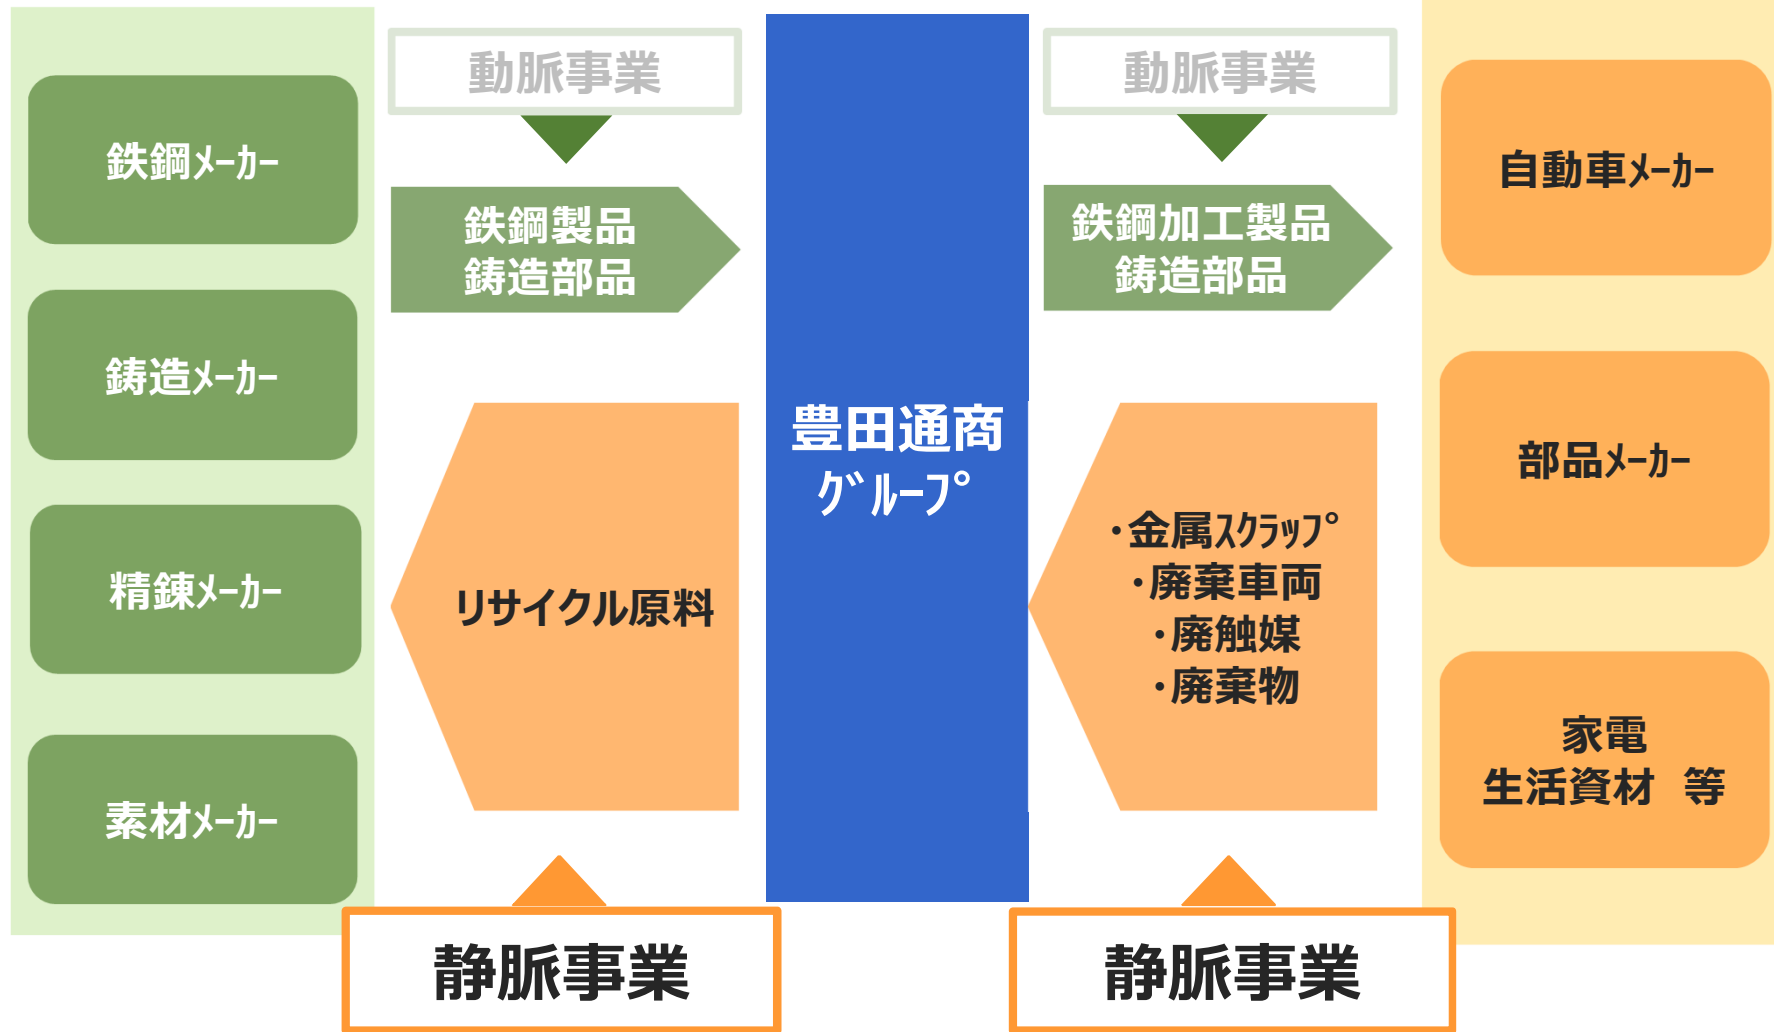 動脈事業
動脈事業
鉄鋼ﾒｰｶｰ
鋳造ﾒｰｶｰ
精錬ﾒｰｶｰ
素材ﾒｰｶｰ
鉄鋼製品
鋳造部品
リサイクル原料
豊田通商
ｸﾞﾙｰﾌﾟ
鉄鋼加工製品
鋳造部品
・金属ｽｸﾗｯﾌﾟ
・廃棄車両
・廃触媒
・廃棄物
自動車ﾒｰｶｰ
部品ﾒｰｶｰ
家電
生活資材　等
静脈事業
静脈事業